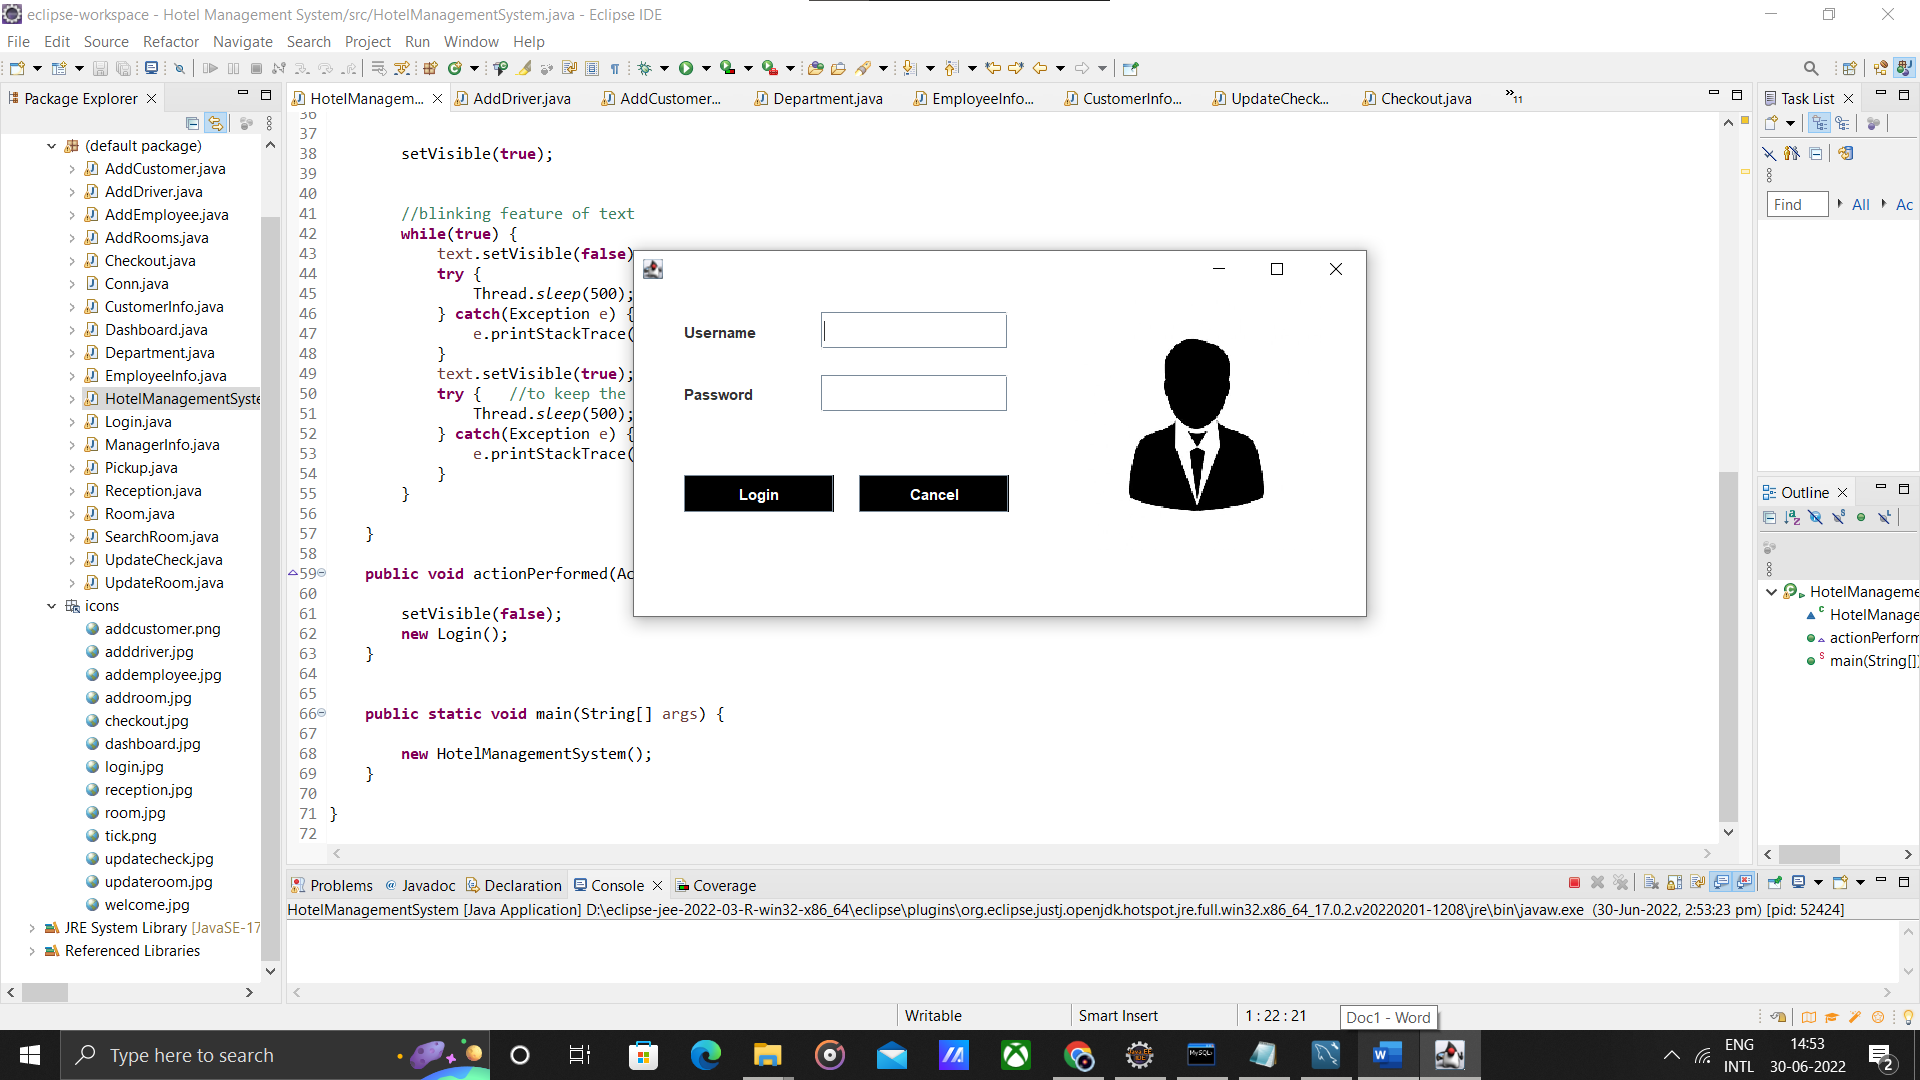 eclipse-workspace - Hotel Management System/src/HotelManagementSystem.java - Eclipse IDE
File Edit Source Refactor Navigate Search Project Run Window Help
Package Explorer
HotelManagem... AddDriver.java AddCustomer... Department.java EmployeeInfo... CustomerInfo... UpdateCheck... Checkout.java »11
Task List
Find All Ac
(default package)
AddCustomer.java
AddDriver.java
AddEmployee.java
AddRooms.java
Checkout.java
Conn.java
CustomerInfo.java
Dashboard.java
Department.java
EmployeeInfo.java
HotelManagementSyste
Login.java
ManagerInfo.java
Pickup.java
Reception.java
Room.java
SearchRoom.java
UpdateCheck.java
UpdateRoom.java
icons
addcustomer.png
adddriver.jpg
addemployee.jpg
addroom.jpg
checkout.jpg
dashboard.jpg
login.jpg
reception.jpg
room.jpg
tick.png
updatecheck.jpg
updateroom.jpg
welcome.jpg
JRE System Library [JavaSE-17
Referenced Libraries
36
37
38 setVisible(true);
39
40
41 //blinking feature of text
42 while(true) {
43 text.setVisible(false)
44 try {
45 Thread.sleep(500);
46 } catch(Exception e) {
47 e.printStackTrace(
48 }
49 text.setVisible(true);
50 try { //to keep the
51 Thread.sleep(500);
52 } catch(Exception e) {
53 e.printStackTrace(
54 }
55 }
56
57 }
58
59 public void actionPerformed(Ac
60
61 setVisible(false);
62 new Login();
63 }
64
65
66 public static void main(String[] args) {
67
68 new HotelManagementSystem();
69 }
70
71 }
72
Username
Password
Login Cancel
Outline
HotelManageme
HotelManage
actionPerform
main(String[])
Problems Javadoc Declaration Console Coverage
HotelManagementSystem [Java Application] D:\eclipse-jee-2022-03-R-win32-x86_64\eclipse\plugins\org.eclipse.justj.openjdk.hotspot.jre.full.win32.x86_64_17.0.2.v20220201-1208\jre\bin\javaw.exe (30-Jun-2022, 2:53:23 pm) [pid: 52424]
Writable Smart Insert 1 : 22 : 21
Doc1 - Word
Type here to search
MySQL
ENG
INTL
14:53
30-06-2022
2